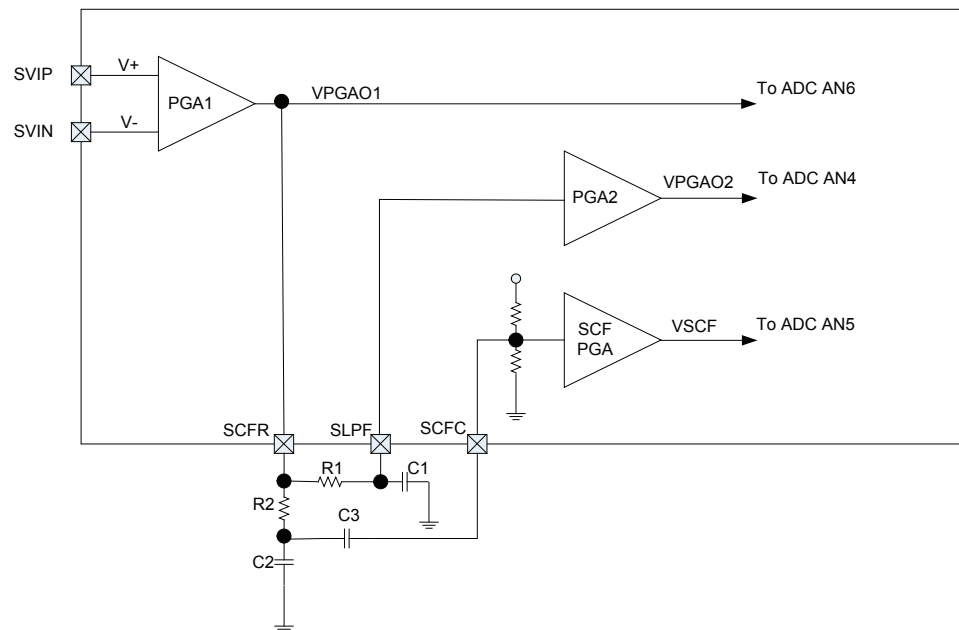 SVIP
V+
PGA1
VPGAO1
To ADC AN6
SVIN
V-
PGA2
VPGAO2
To ADC AN4
SCF
PGA
VSCF
To ADC AN5
SCFR
SLPF
SCFC
R1
C1
R2
C3
C2